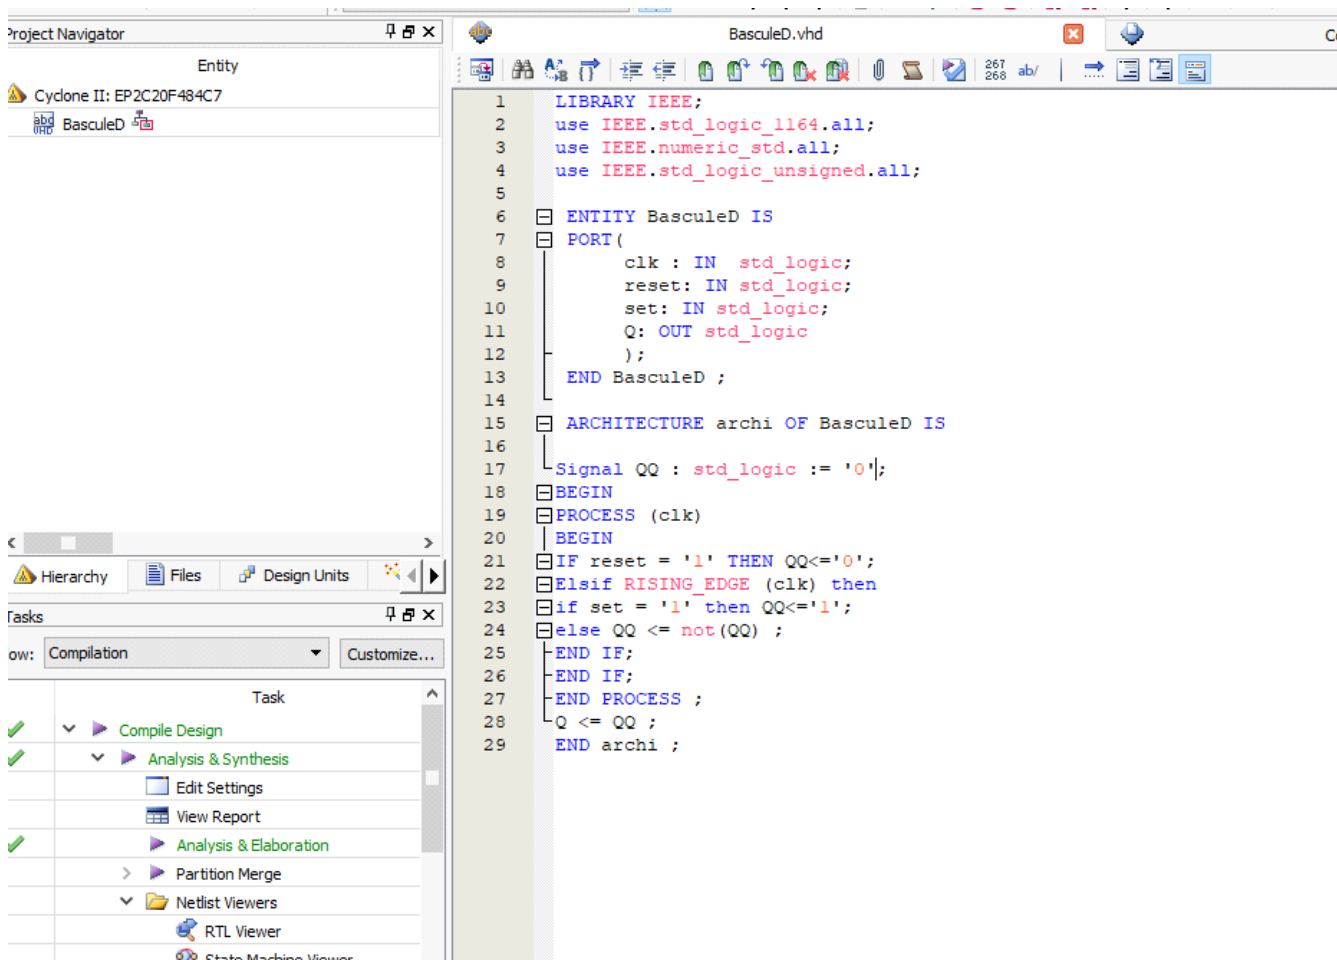 Project Navigator
Entity
Cyclone II: EP2C20F484C7
BasculeD
Hierarchy
Files
Design Units
Tasks
Compilation
Customize...
Task
Compile Design
Analysis & Synthesis
Edit Settings
View Report
Analysis & Elaboration
Partition Merge
Netlist Viewers
RTL Viewer
State Machine Viewer
BasculeD.vhd
267
268
ab/
1 LIBRARY IEEE;
2 use IEEE.std_logic_1164.all;
3 use IEEE.numeric_std.all;
4 use IEEE.std_logic_unsigned.all;
5
6 ENTITY BasculeD IS
7 PORT(
8 clk : IN  std_logic;
9 reset: IN std_logic;
10 set: IN std_logic;
11 Q: OUT std_logic
12 );
13 END BasculeD ;
14
15 ARCHITECTURE archi OF BasculeD IS
16
17 Signal QQ : std_logic := '0';
18 BEGIN
19 PROCESS (clk)
20 BEGIN
21 IF reset = '1' THEN QQ<='0';
22 Elsif RISING_EDGE (clk) then
23 if set = '1' then QQ<='1';
24 else QQ <= not(QQ) ;
25 END IF;
26 END IF;
27 END PROCESS ;
28 Q <= QQ ;
29 END archi ;